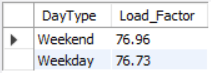 DayType Load_Factor
Weekend 76.96
Weekday 76.73